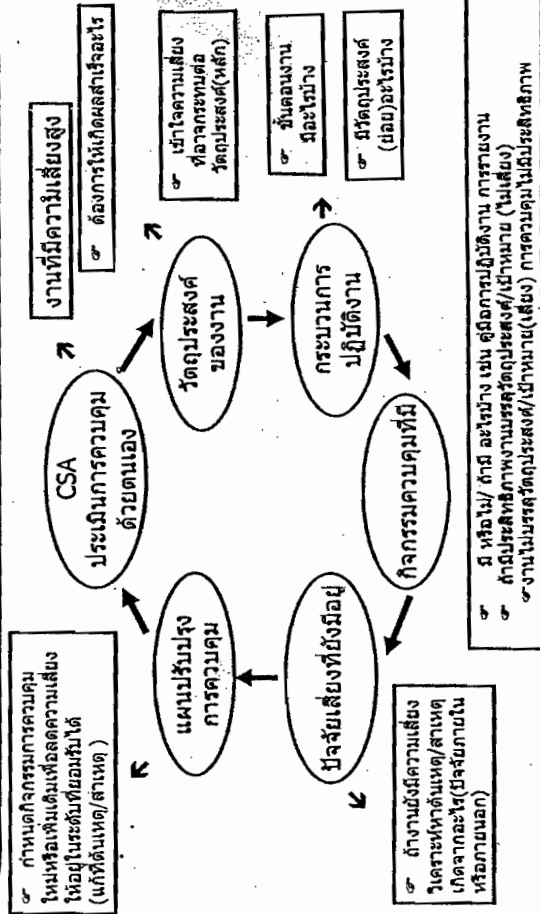 CSA
ประเมินการควบคุม
ด้วยตนเอง
งานที่มีความเสี่ยงสูง
☞ ต้องการให้เกิดผลสำเร็จอะไร
วัตถุประสงค์
ของงาน
☞ เข้าใจความเสี่ยง
ที่อาจกระทบต่อ
วัตถุประสงค์(หลัก)
กระบวนการ
ปฏิบัติงาน
☞ ขั้นตอนงาน
มีอะไรบ้าง
☞ มีวัตถุประสงค์
(ย่อย)อะไรบ้าง
กิจกรรมควบคุมที่มี
☞ มี หรือไม่/ ถ้ามี อะไรบ้าง เช่น คู่มือการปฏิบัติงาน การรายงาน
☞ ถ้ามีประสิทธิภาพงานบรรลุวัตถุประสงค์/เป้าหมาย (ไม่เสี่ยง)
☞งานไม่บรรลุวัตถุประสงค์/เป้าหมาย(เสี่ยง) การควบคุมไม่มีประสิทธิภาพ
ปัจจัยเสี่ยงที่ยังมีอยู่
☞ ถ้างานยังมีความเสี่ยง
วิเคราะห์หาต้นเหตุ/สาเหตุ
เกิดจากอะไร(ปัจจัยภายใน
หรือภายนอก)
แผนปรับปรุง
การควบคุม
☞ กำหนดกิจกรรมการควบคุม
ใหม่หรือเพิ่มเติมเพื่อลดความเสี่ยง
ให้อยู่ในระดับที่ยอมรับได้
(แก้ที่ต้นเหตุ/สาเหตุ )